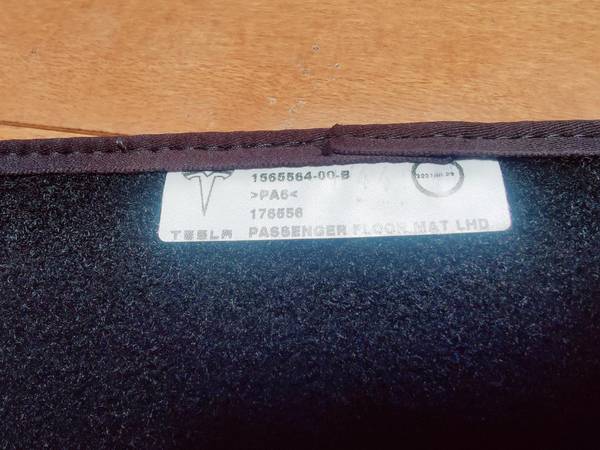 1565564-00-B
>PA6<
176556
TESLA PASSENGER FLOOR MAT LHD